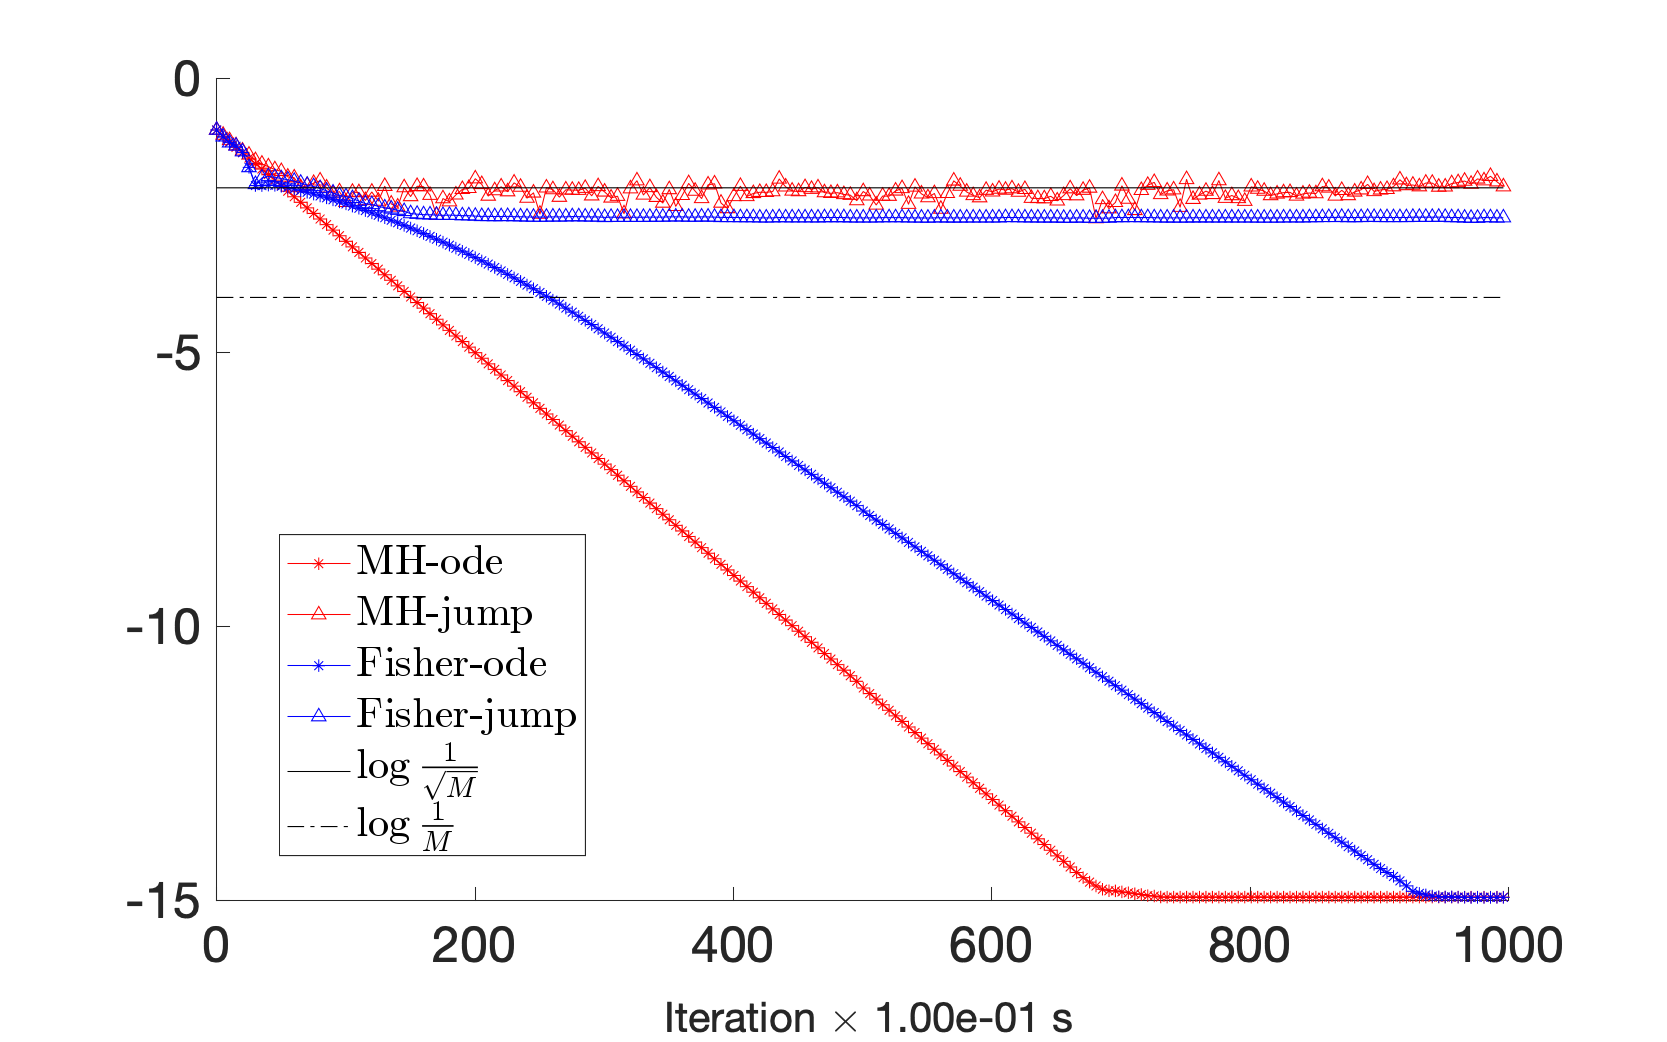 0
-5
-10
-15
0 200 400 600 800 1000
Iteration × 1.00e-01 s
MH-ode
MH-jump
Fisher-ode
Fisher-jump
log 1/√M
log 1/M